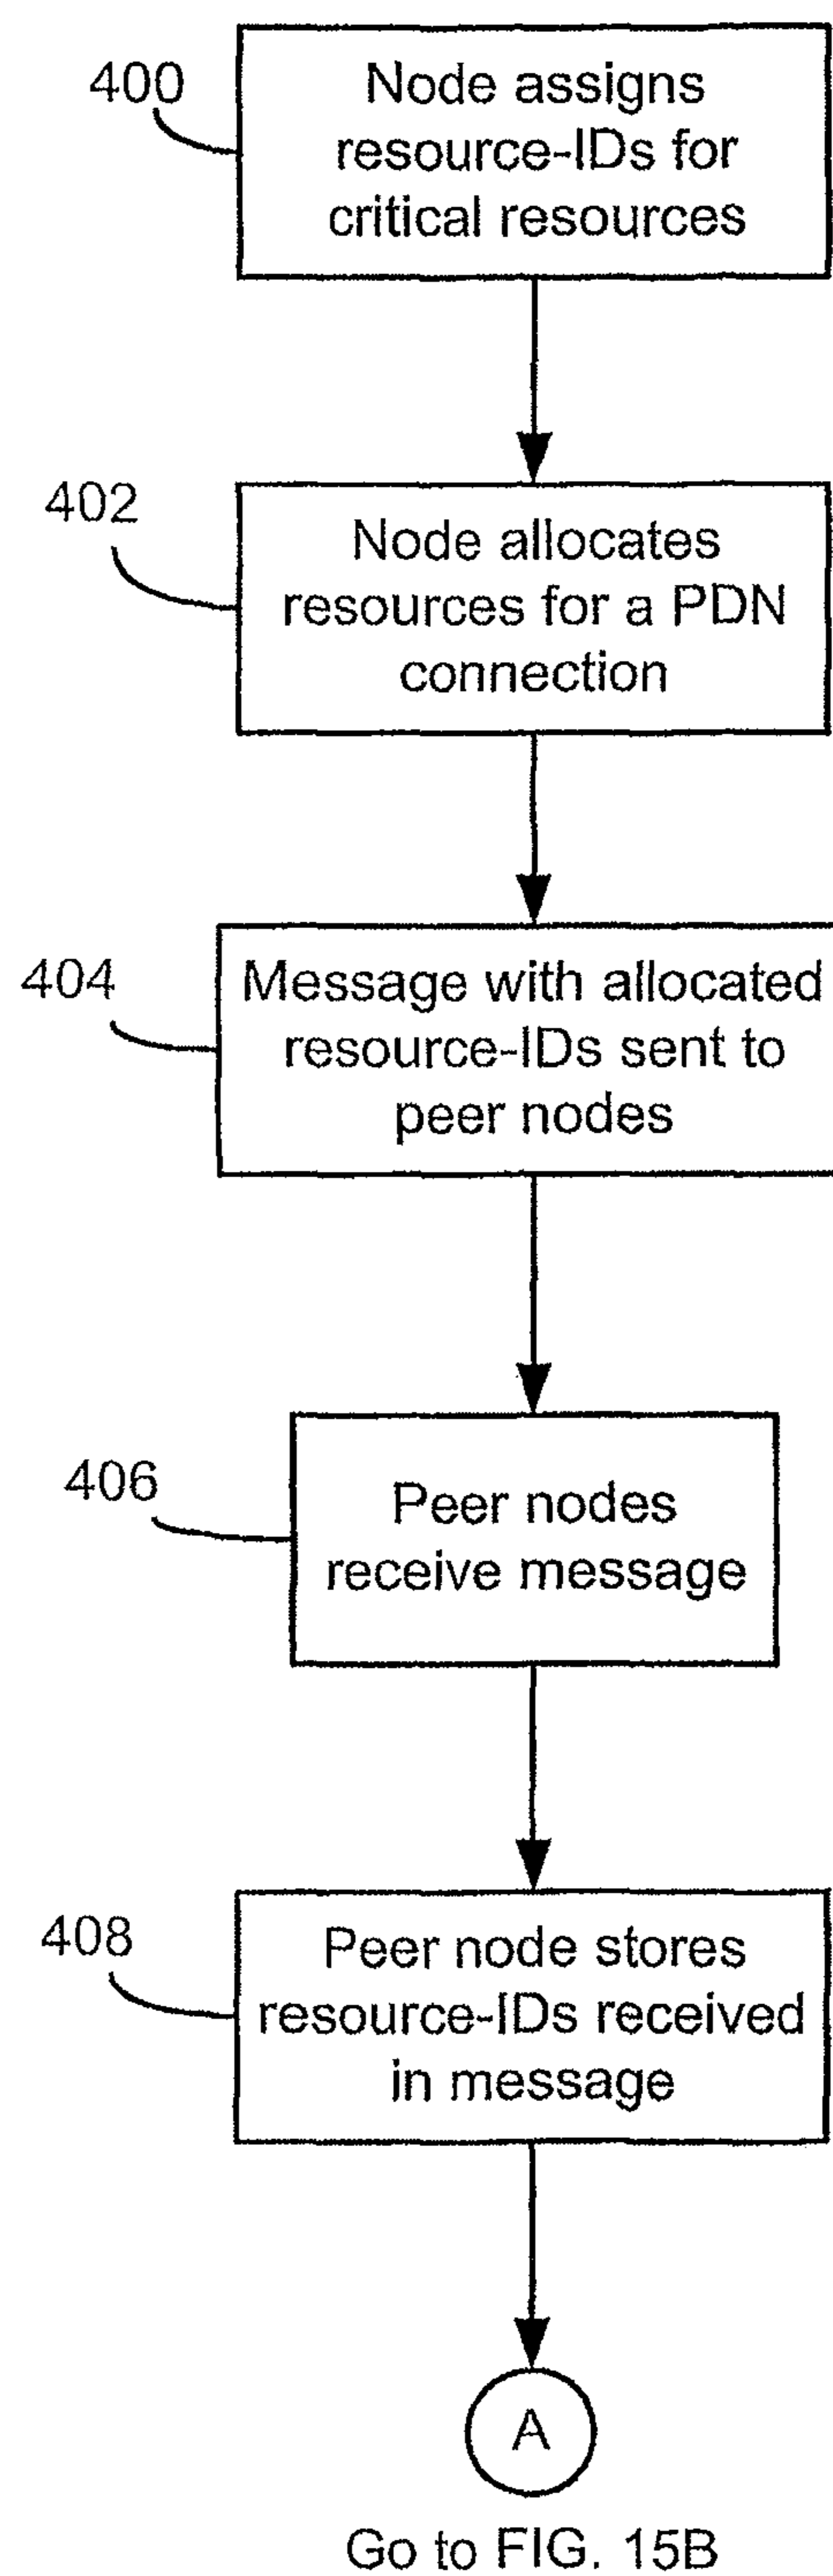 400
Node assigns
resource-IDs for
critical resources
402
Node allocates
resources for a PDN
connection
404
Message with allocated
resource-IDs sent to
peer nodes
406
Peer nodes
receive message
408
Peer node stores
resource-IDs received
in message
A
Go to FIG. 15B